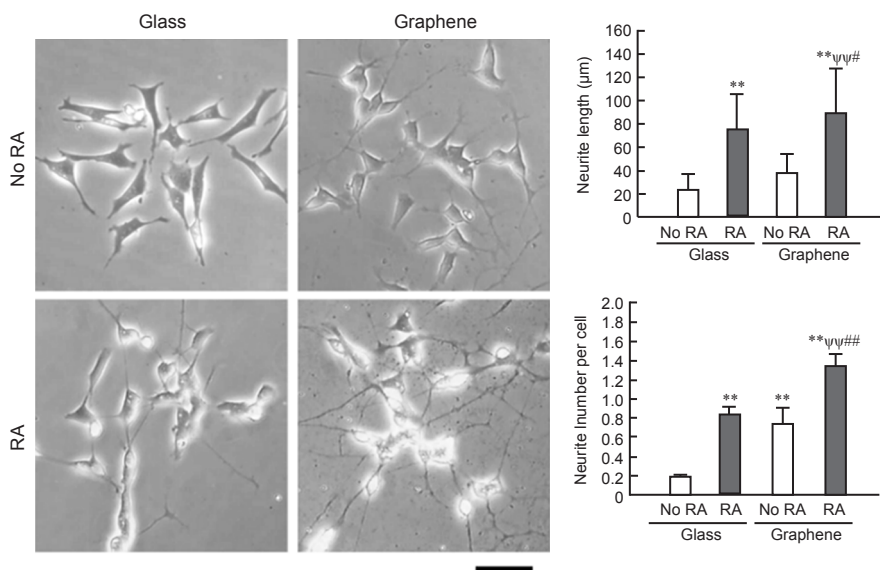 Glass Graphene
No RA
RA
Neurite length (μm)
160
140
120
100
80
60
40
20
0
**
**ψψ#
No RA RA No RA RA
Glass Graphene
Neurite lnumber per cell
2.0
1.8
1.6
1.4
1.2
1.0
0.8
0.6
0.4
0.2
0
**
**
**ψψ##
No RA RA No RA RA
Glass Graphene